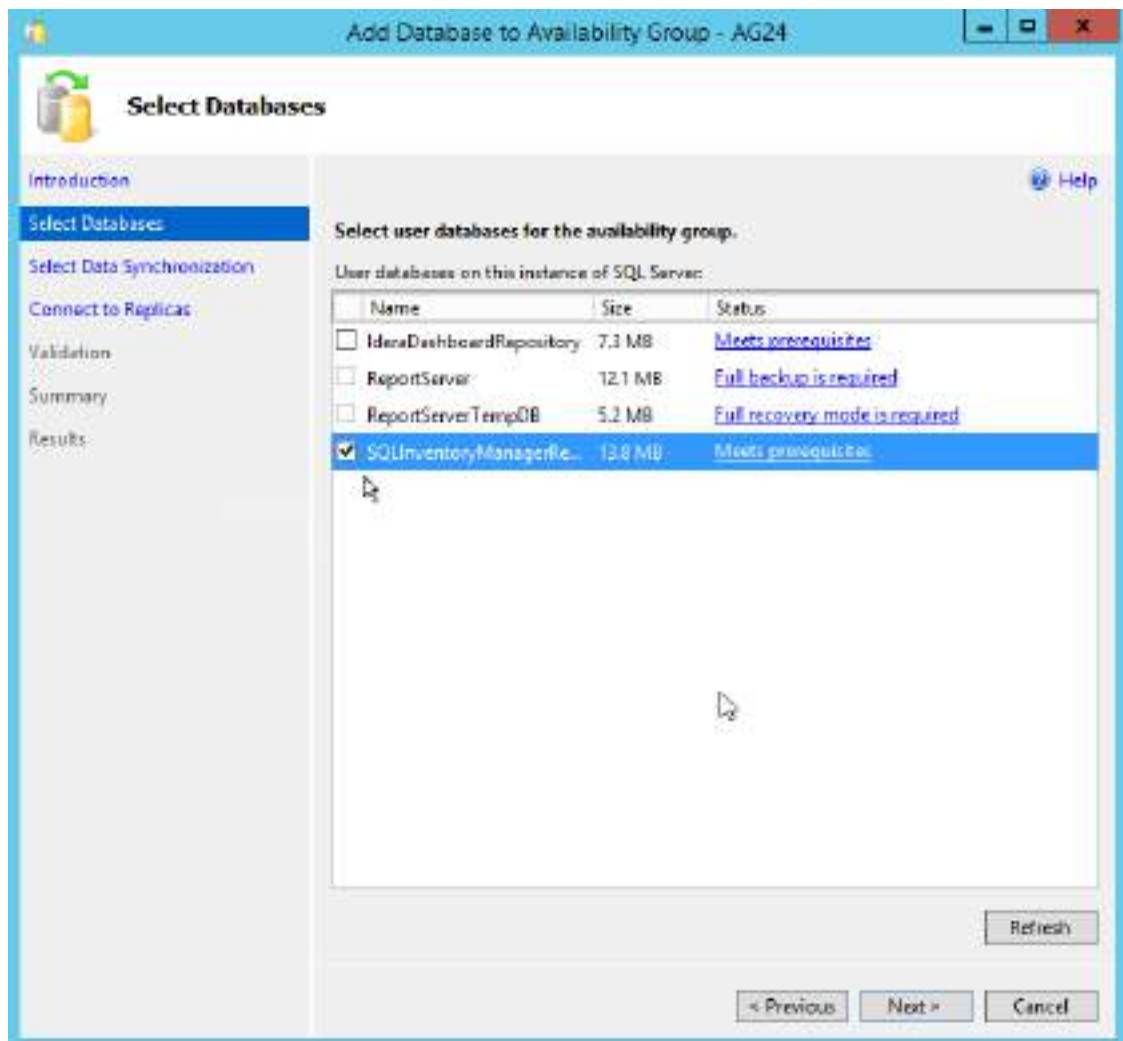 Add Database to Availability Group - AG24
Select Databases
Introduction
Help
Select Databases
Select user databases for the availability group.
Select Data Synchronization
User databases on this instance of SQL Server:
Connect to Replicas
Name Size Status
Validation
IderaDashboardRepository 7.3 MB Meets prerequisites
Summary
ReportServer 12.1 MB Full backup is required
ReportServerTempDB 5.2 MB Full recovery mode is required
Results
SQLInventoryManagerRe... 13.8 MB Meets prerequisites
Refresh
< Previous Next > Cancel